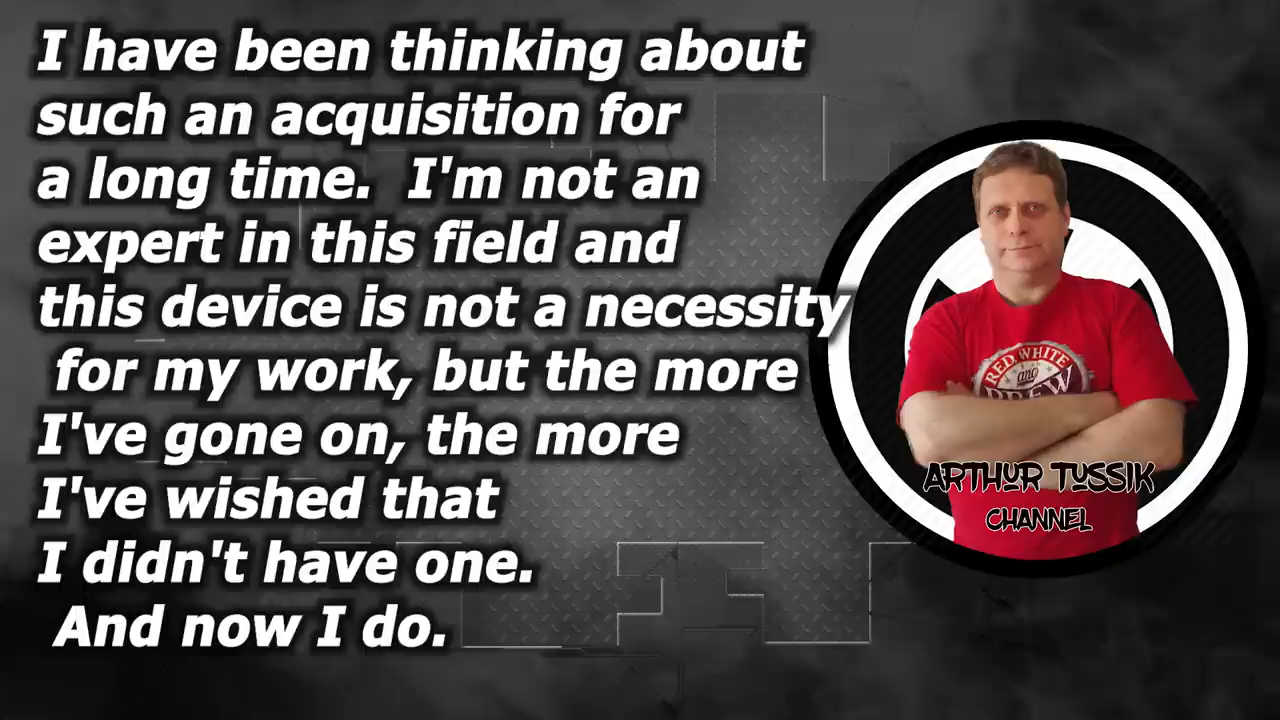 I have been thinking about
such an acquisition for
a long time. I'm not an
expert in this field and
this device is not a necessity
for my work, but the more
I've gone on, the more
I've wished that
I didn't have one.
And now I do.
RED, WHITE
and
BREW
ARTHUR TUSSIK
CHANNEL